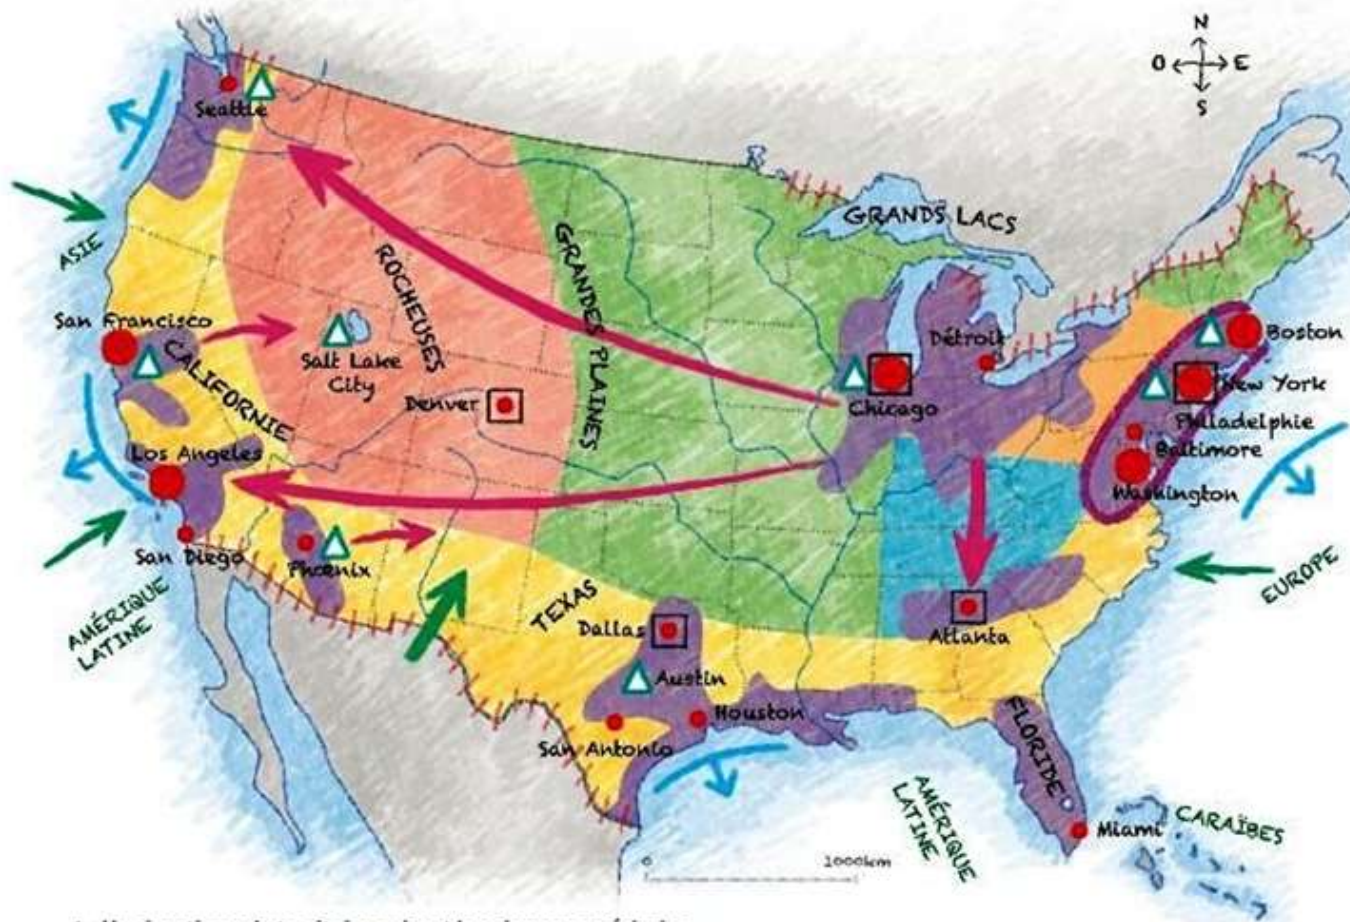 N
O E
S
Seattle
GRANDS LACS
ASIE
ROCHEUSES
GRANDES PLAINES
San Francisco
CALIFORNIE
Salt Lake
City
Denver
Détroit
Chicago
Boston
New York
Philadelphie
Baltimore
Washington
Los Angeles
San Diego
Phœnix
AMÉRIQUE
LATINE
TEXAS
Dallas
Austin
San Antonio
Houston
Atlanta
EUROPE
FLORIDE
Miami
CARAÏBES
AMÉRIQUE
LATINE
0 1000km